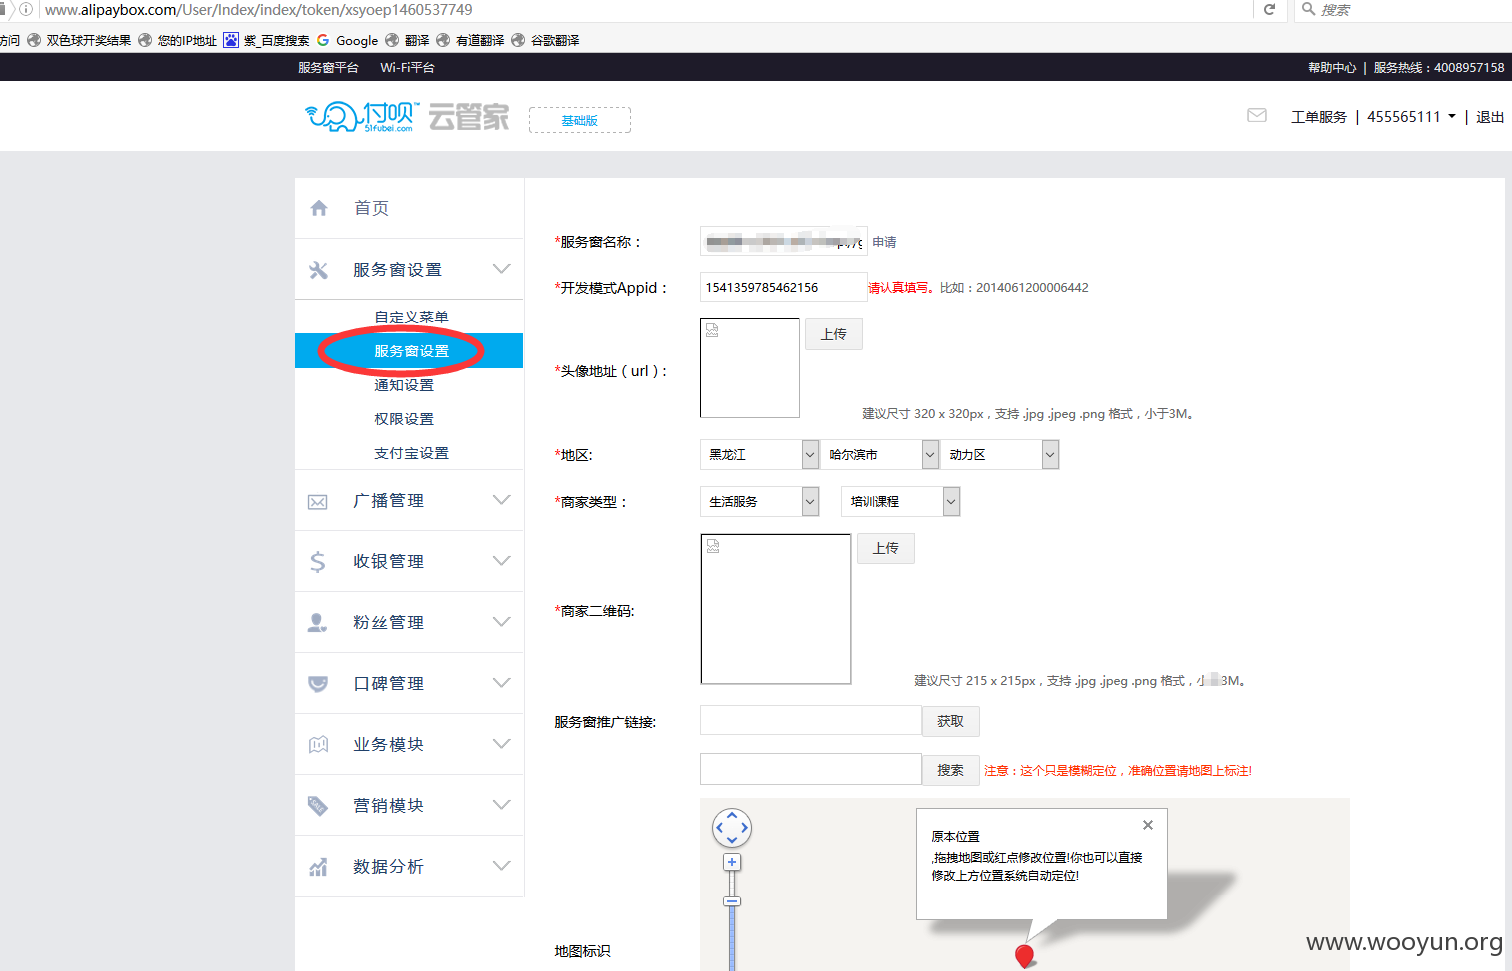 www.alipaybox.com/User/Index/index/token/xsyoep1460537749
搜索
访问 双色球开奖结果 您的IP地址 紫_百度搜索 Google 翻译 有道翻译 谷歌翻译
服务窗平台 Wi-Fi平台 帮助中心 | 服务热线：4008957158
付呗 51fubei.com 云管家 基础版 工单服务 | 455565111 | 退出
首页
服务窗设置
自定义菜单
服务窗设置
通知设置
权限设置
支付宝设置
广播管理
收银管理
粉丝管理
口碑管理
业务模块
营销模块
数据分析
*服务窗名称： 申请
*开发模式Appid： 1541359785462156 请认真填写。比如：2014061200006442
上传
*头像地址（url）：
建议尺寸 320 x 320px，支持 .jpg .jpeg .png 格式，小于3M。
*地区: 黑龙江 哈尔滨市 动力区
*商家类型： 生活服务 培训课程
上传
*商家二维码:
建议尺寸 215 x 215px，支持 .jpg .jpeg .png 格式，小 3M。
服务窗推广链接: 获取
搜索 注意：这个只是模糊定位，准确位置请地图上标注!
原本位置
,拖拽地图或红点修改位置!你也可以直接
修改上方位置系统自动定位!
地图标识
www.wooyun.org